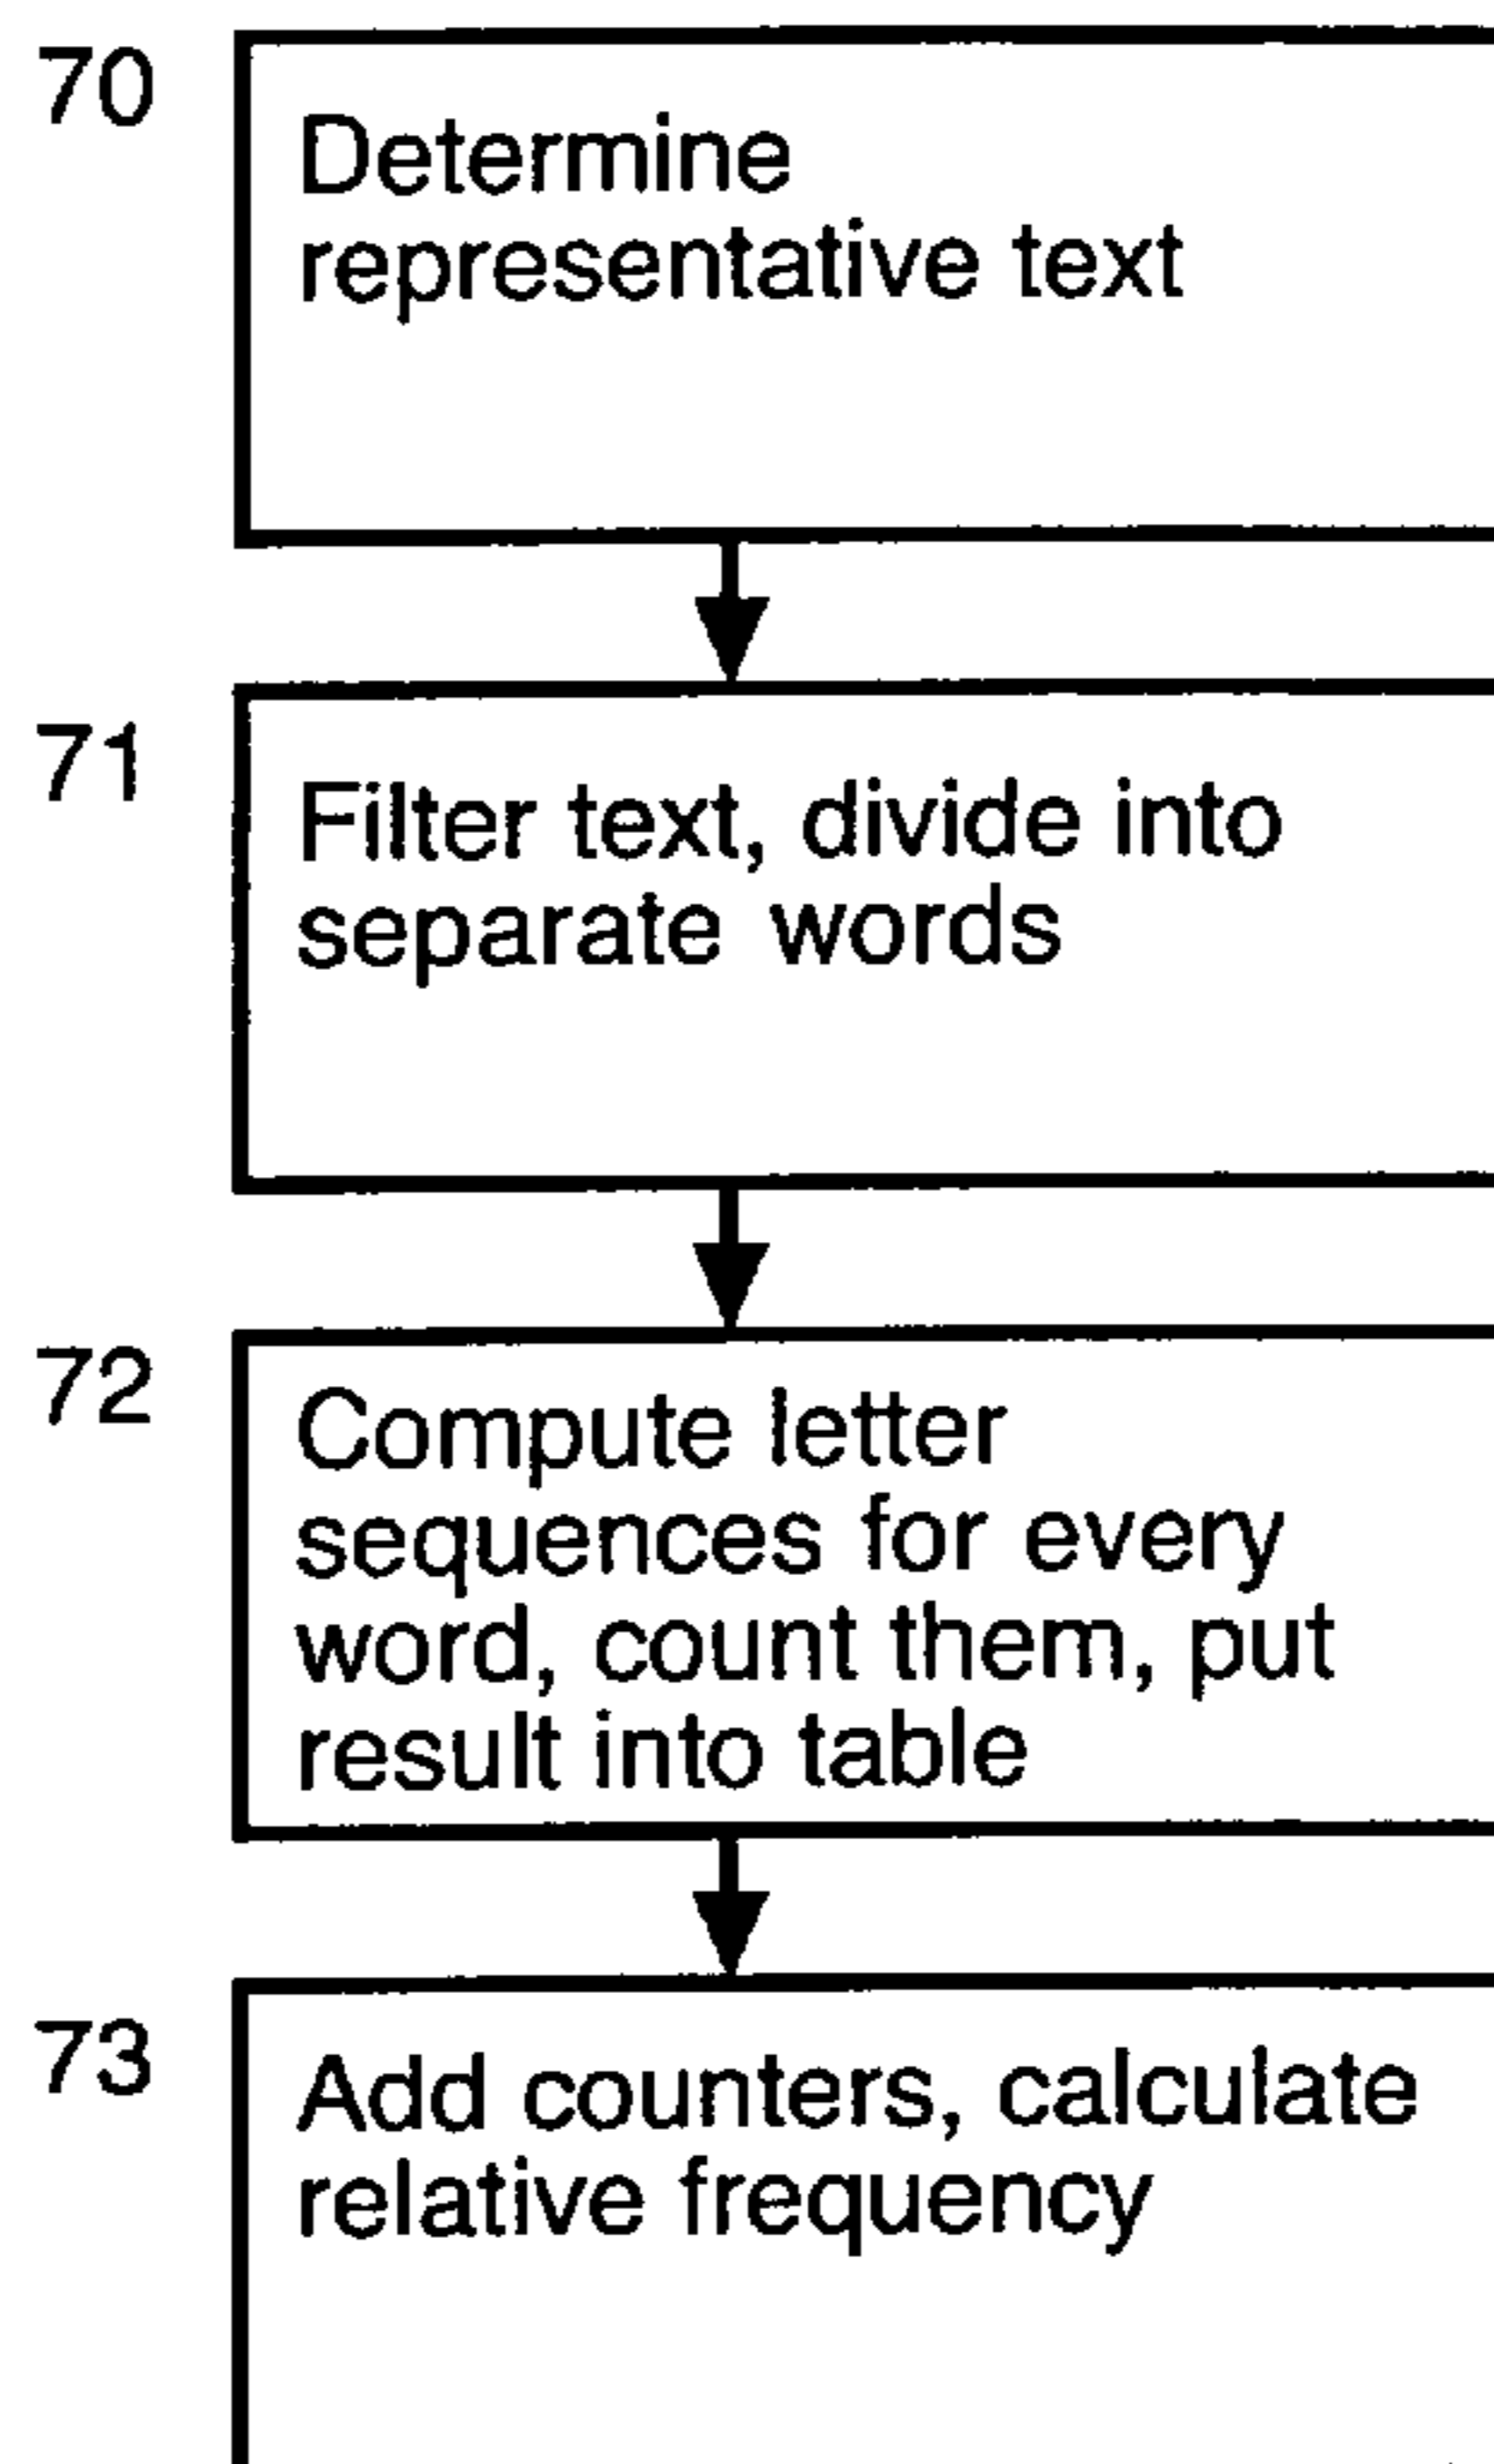 70
Determine
representative text
71
Filter text, divide into
separate words
72
Compute letter
sequences for every
word, count them, put
result into table
73
Add counters, calculate
relative frequency